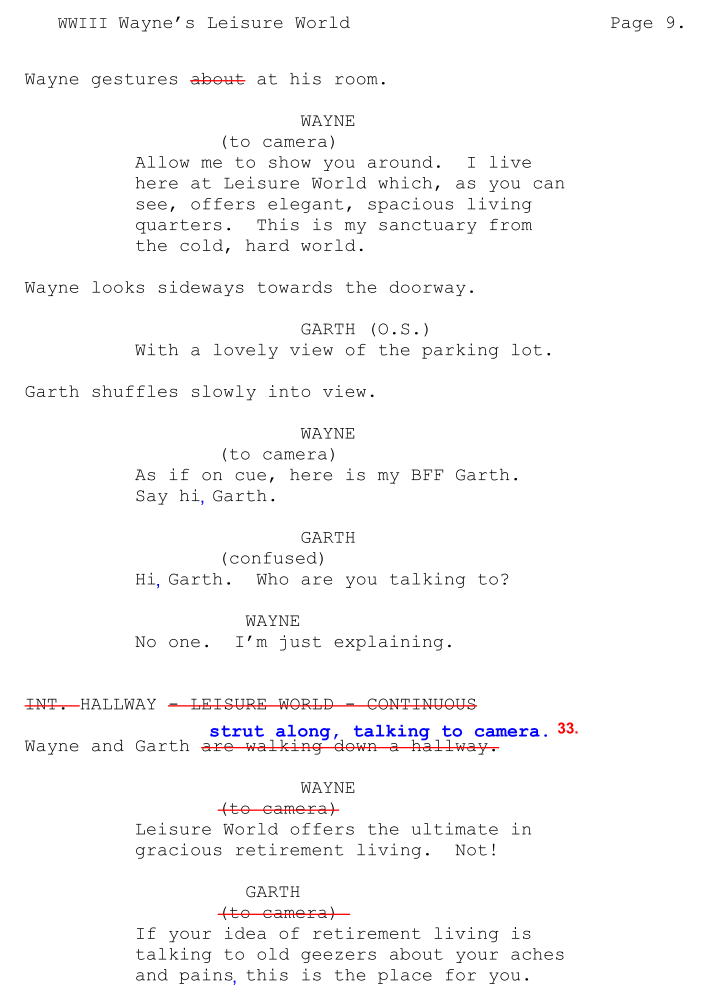 WWIII Wayne's Leisure World Page 9.
Wayne gestures about at his room.
WAYNE
(to camera)
Allow me to show you around. I live
here at Leisure World which, as you can
see, offers elegant, spacious living
quarters. This is my sanctuary from
the cold, hard world.
Wayne looks sideways towards the doorway.
GARTH (O.S.)
With a lovely view of the parking lot.
Garth shuffles slowly into view.
WAYNE
(to camera)
As if on cue, here is my BFF Garth.
Say hi, Garth.
GARTH
(confused)
Hi, Garth. Who are you talking to?
WAYNE
No one. I'm just explaining.
INT. HALLWAY - LEISURE WORLD - CONTINUOUS
strut along, talking to camera. 33.
Wayne and Garth are walking down a hallway.
WAYNE
(to camera)
Leisure World offers the ultimate in
gracious retirement living. Not!
GARTH
(to camera)
If your idea of retirement living is
talking to old geezers about your aches
and pains, this is the place for you.